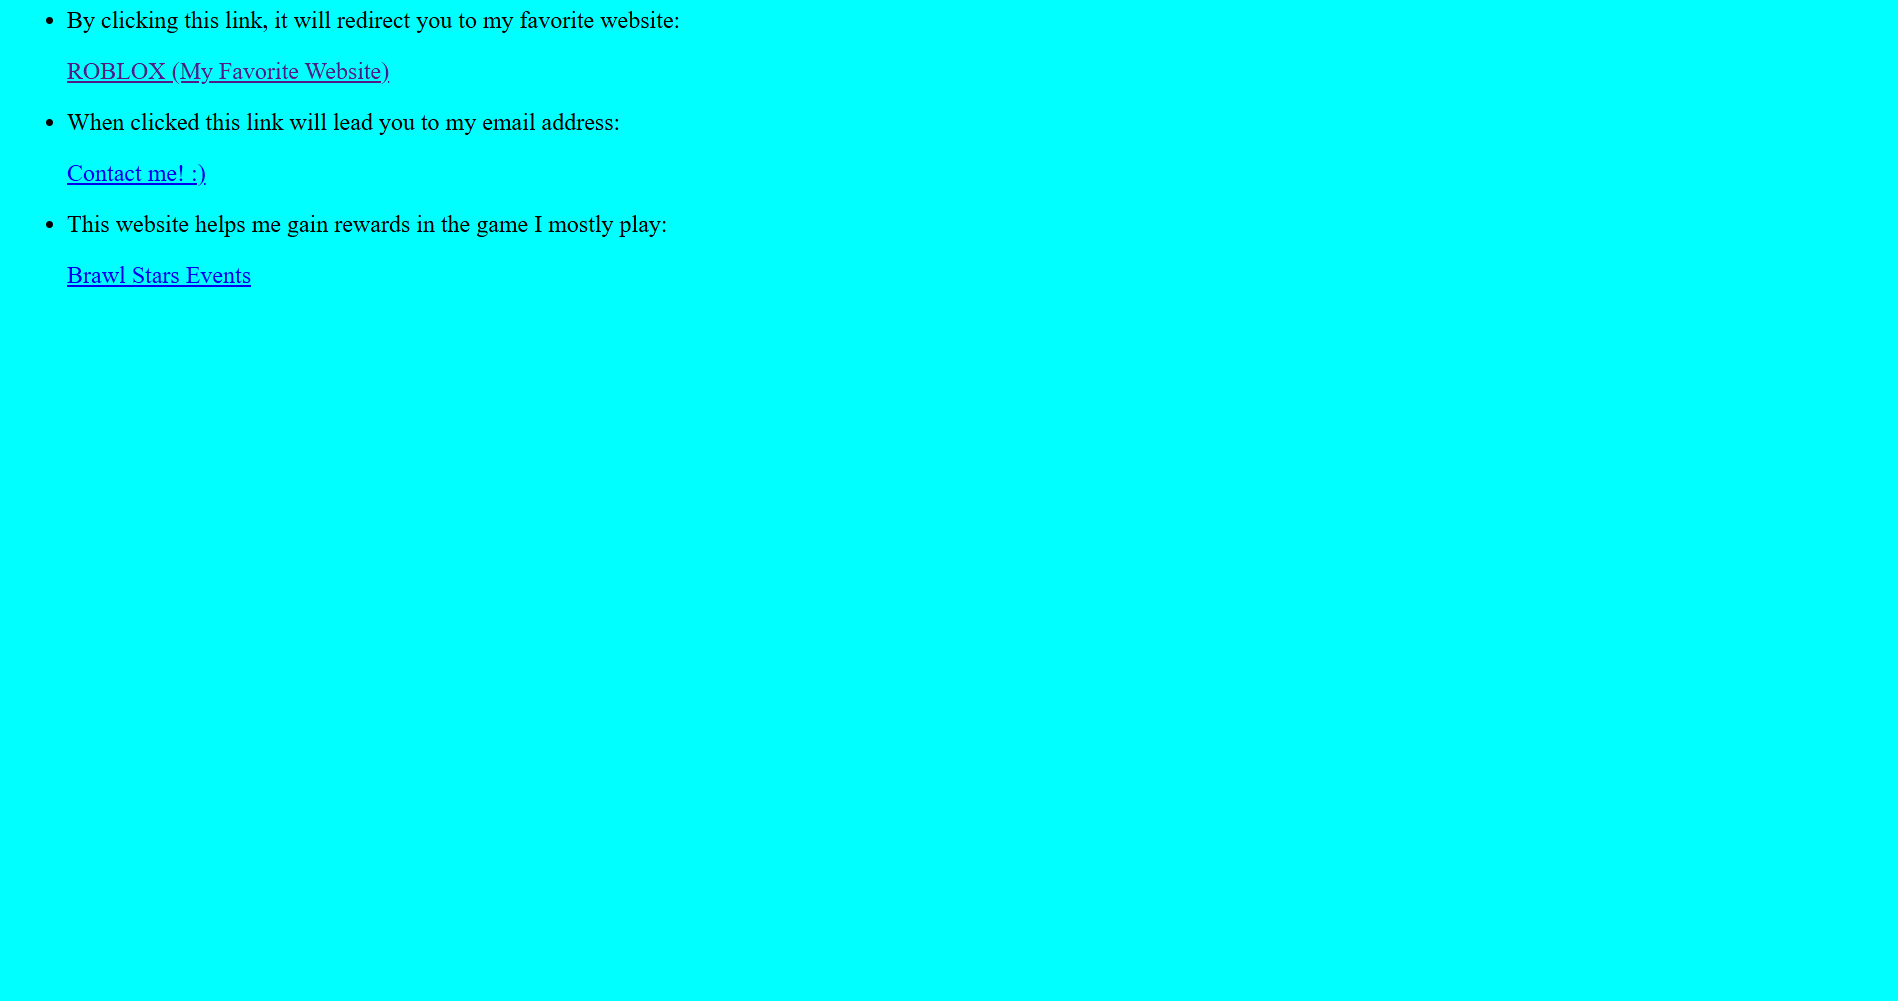 • By clicking this link, it will redirect you to my favorite website:
ROBLOX (My Favorite Website)
• When clicked this link will lead you to my email address:
Contact me! :)
• This website helps me gain rewards in the game I mostly play:
Brawl Stars Events